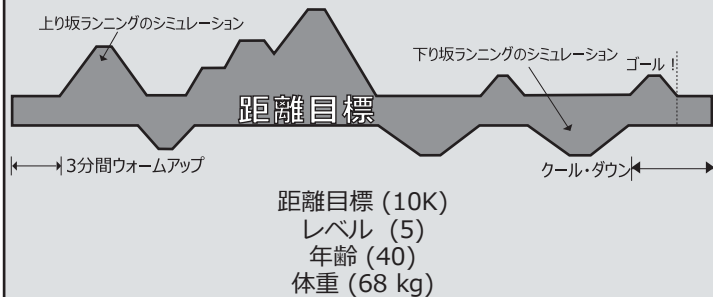 上り坂ランニングのシミュレーション
下り坂ランニングのシミュレーション
ゴール！
距離目標
3分間ウォームアップ
クール・ダウン
距離目標 (10K)
レベル (5)
年齢 (40)
体重 (68 kg)